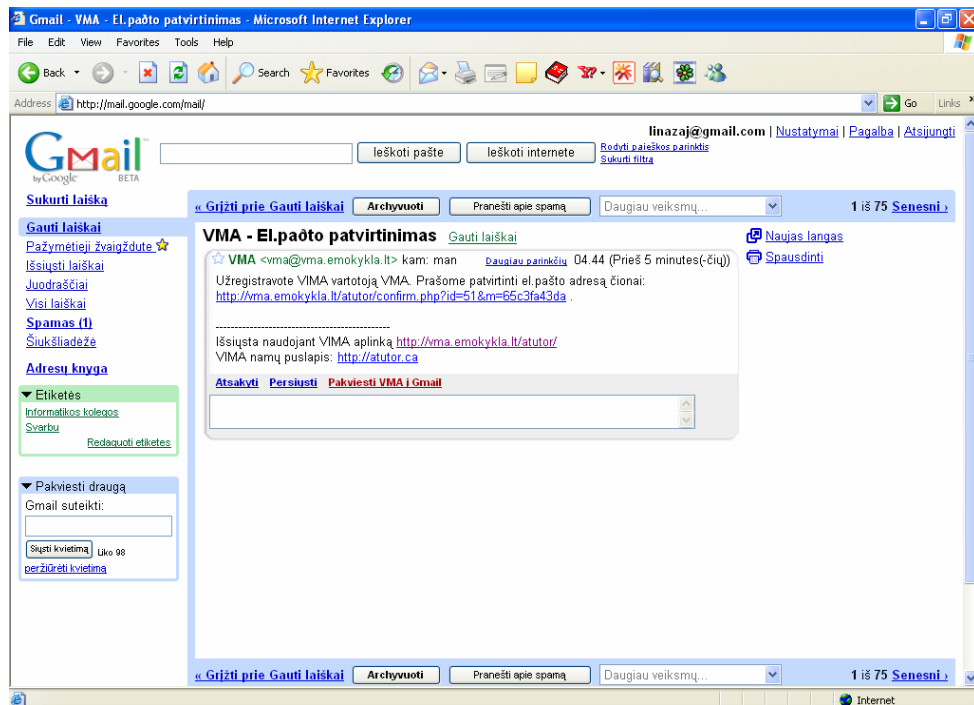 Gmail - VMA - El.paðto patvirtinimas - Microsoft Internet Explorer
File Edit View Favorites Tools Help
Back Search Favorites
Address http://mail.google.com/mail/ Go Links »
linazaj@gmail.com | Nustatymai | Pagalba | Atsijungti
Gmail by Google BETA
Ieškoti pašte Ieškoti internete Rodyti paieškos parinktis
Sukurti filtrą
Sukurti laišką
« Grįžti prie Gauti laiškai Archyvuoti Pranešti apie spamą Daugiau veiksmų... 1 iš 75 Senesni ›
Gauti laiškai
Pažymėtieji žvaigždute
Išsiųsti laiškai
Juodraščiai
Visi laiškai
Spamas (1)
Šiukšliadėžė
Adresų knyga
Etiketės
Informatikos kolegos
Svarbu
Redaguoti etiketes
Pakviesti draugą
Gmail suteikti:
Siųsti kvietimą Liko 98
peržiūrėti kvietimą
VMA - El.paðto patvirtinimas Gauti laiškai
VMA <vma@vma.emokykla.lt> kam: man Daugiau parinkčių 04.44 (Prieš 5 minutes(-čių))
Užregistravote VIMA vartotoją VMA. Prašome patvirtinti el.pašto adresą čionai:
http://vma.emokykla.lt/atutor/confirm.php?id=51&m=65c3fa43da .
----------------------------------------------
Išsiųsta naudojant VIMA aplinką http://vma.emokykla.lt/atutor/
VIMA namų puslapis: http://atutor.ca
Atsakyti Persiųsti Pakviesti VMA į Gmail
Naujas langas
Spausdinti
« Grįžti prie Gauti laiškai Archyvuoti Pranešti apie spamą Daugiau veiksmų... 1 iš 75 Senesni ›
Internet